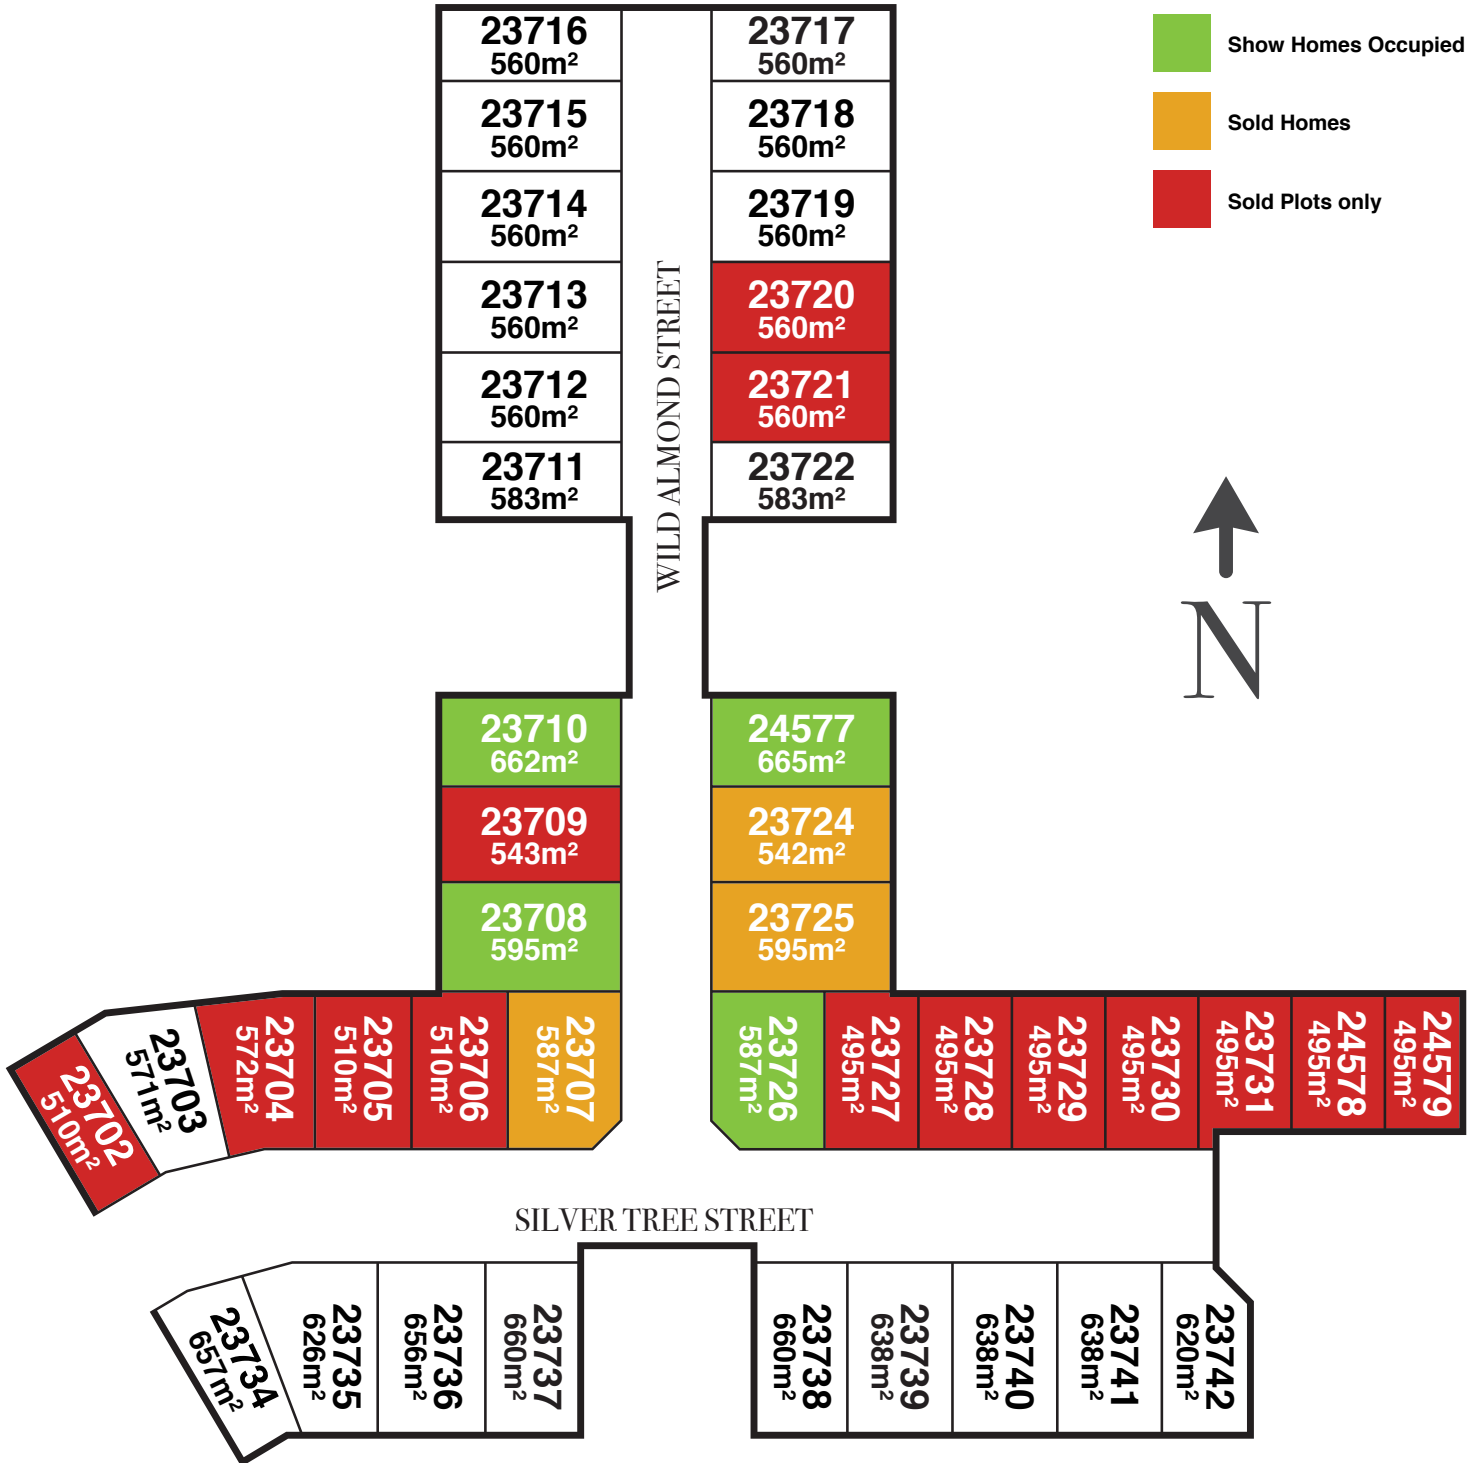 23716
560m²
23717
560m²
Show Homes Occupied
23715
560m²
23718
560m²
Sold Homes
23714
560m²
23719
560m²
Sold Plots only
23713
560m²
23720
560m²
23712
560m²
23721
560m²
23711
583m²
23722
583m²
WILD ALMOND STREET
N
23710
662m²
24577
665m²
23709
543m²
23724
542m²
23708
595m²
23725
595m²
23702
510m²
23703
571m²
23704
572m²
23705
510m²
23706
510m²
23707
587m²
23726
587m²
23727
495m²
23728
495m²
23729
495m²
23730
495m²
23731
495m²
24578
495m²
24579
495m²
SILVER TREE STREET
23734
657m²
23735
626m²
23736
656m²
23737
660m²
23738
660m²
23739
638m²
23740
638m²
23741
638m²
23742
620m²